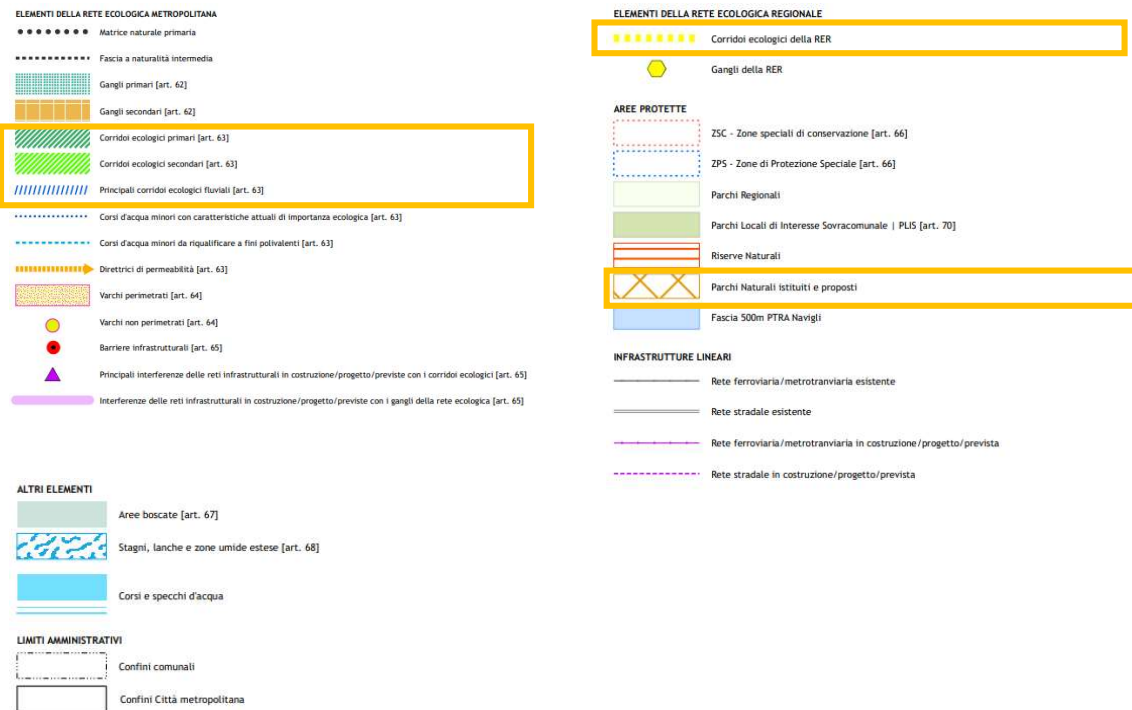 ELEMENTI DELLA RETE ECOLOGICA METROPOLITANA
Matrice naturale primaria
Fascia a naturalità intermedia
Gangli primari [art. 62]
Gangli secondari [art. 62]
Corridoi ecologici primari [art. 63]
Corridoi ecologici secondari [art. 63]
Principali corridoi ecologici fluviali [art. 63]
Corsi d'acqua minori con caratteristiche attuali di importanza ecologica [art. 63]
Corsi d'acqua minori da riqualificare a fini polivalenti [art. 63]
Direttrici di permeabilità [art. 63]
Varchi perimetrati [art. 64]
Varchi non perimetrati [art. 64]
Barriere infrastrutturali [art. 65]
Principali interferenze delle reti infrastrutturali in costruzione/progetto/previste con i corridoi ecologici [art. 65]
Interferenze delle reti infrastrutturali in costruzione/progetto/previste con i gangli della rete ecologica [art. 65]
ALTRI ELEMENTI
Aree boscate [art. 67]
Stagni, lanche e zone umide estese [art. 68]
Corsi e specchi d'acqua
LIMITI AMMINISTRATIVI
Confini comunali
Confini Città metropolitana
ELEMENTI DELLA RETE ECOLOGICA REGIONALE
Corridoi ecologici della RER
Gangli della RER
AREE PROTETTE
ZSC - Zone speciali di conservazione [art. 66]
ZPS - Zone di Protezione Speciale [art. 66]
Parchi Regionali
Parchi Locali di Interesse Sovracomunale | PLIS [art. 70]
Riserve Naturali
Parchi Naturali istituiti e proposti
Fascia 500m PTRA Navigli
INFRASTRUTTURE LINEARI
Rete ferroviaria/metrotranviaria esistente
Rete stradale esistente
Rete ferroviaria/metrotranviaria in costruzione/progetto/prevista
Rete stradale in costruzione/progetto/prevista